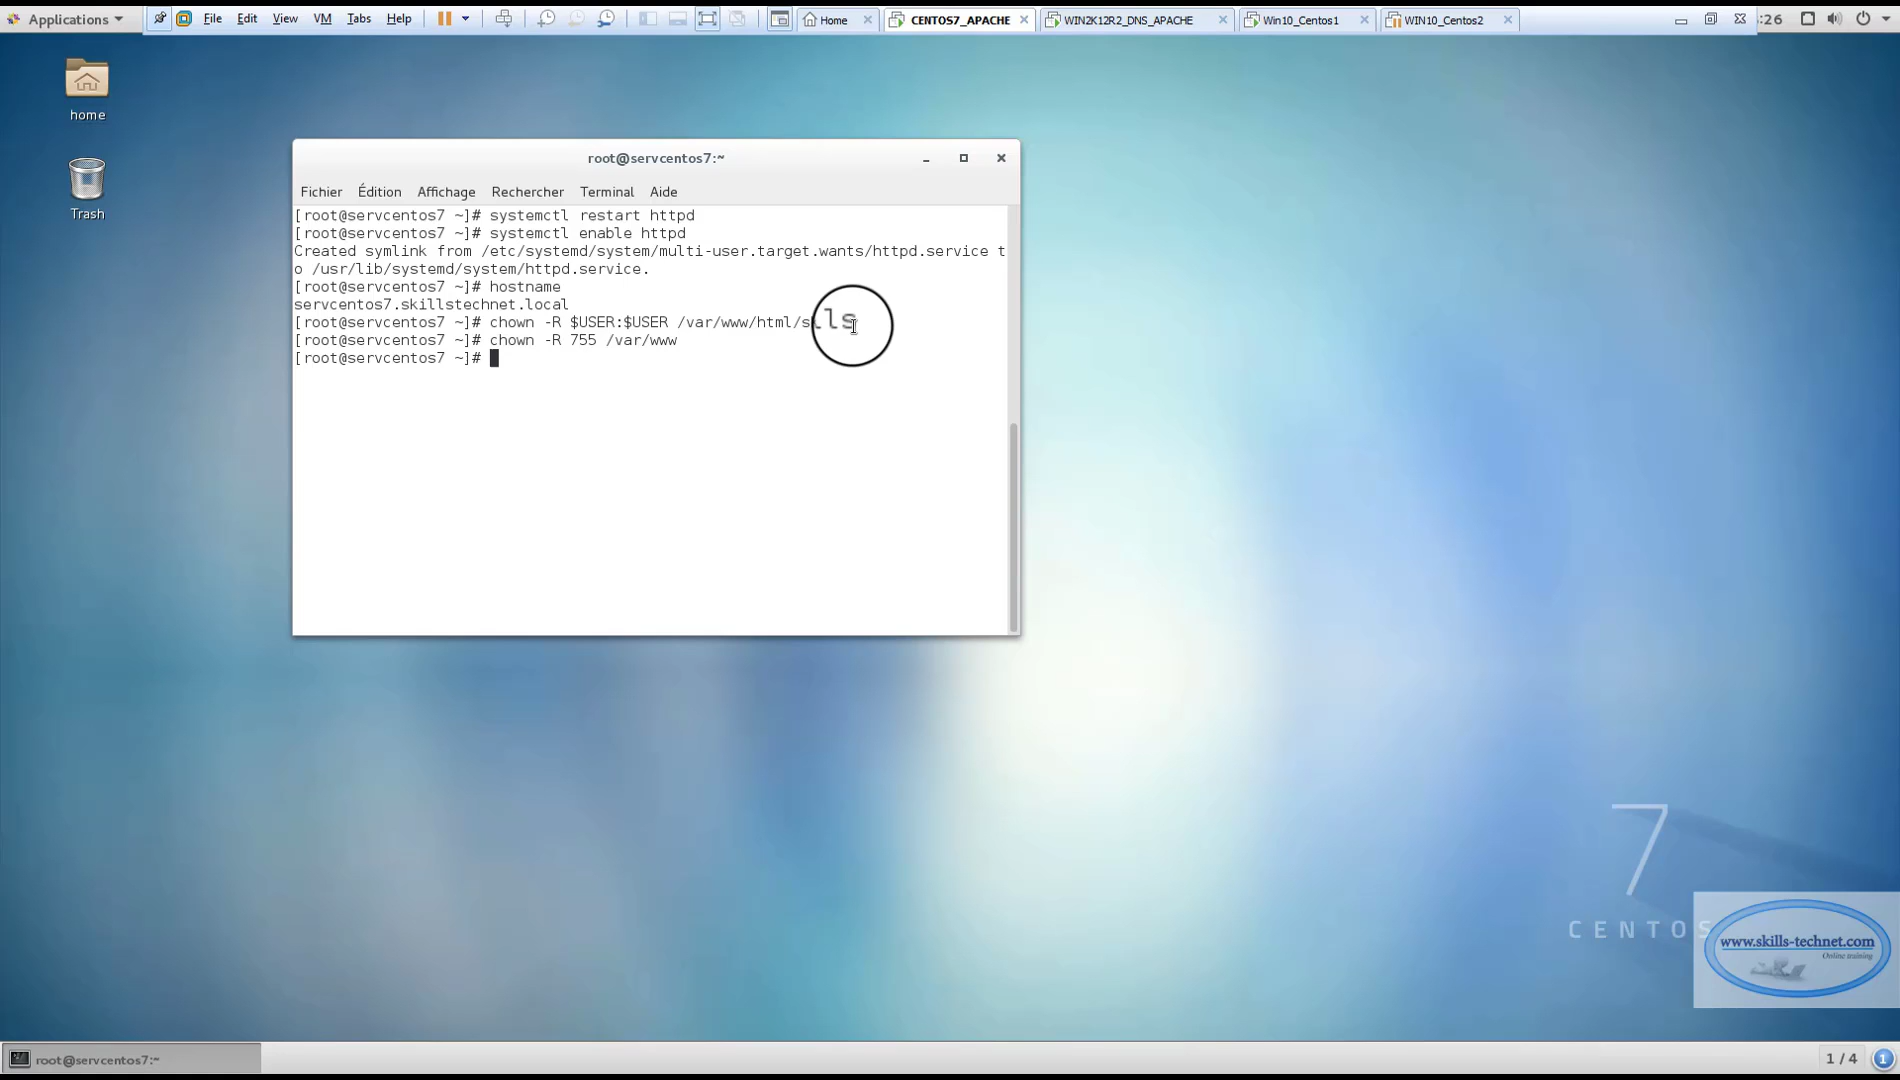 Applications File Edit View VM Tabs Help Home CENTOS7_APACHE WIN2K12R2_DNS_APACHE Win10_Centos1 WIN10_Centos2 :26
home
Trash
root@servcentos7:~
Fichier Édition Affichage Rechercher Terminal Aide
[root@servcentos7 ~]# systemctl restart httpd
[root@servcentos7 ~]# systemctl enable httpd
Created symlink from /etc/systemd/system/multi-user.target.wants/httpd.service t
o /usr/lib/systemd/system/httpd.service.
[root@servcentos7 ~]# hostname
servcentos7.skillstechnet.local
[root@servcentos7 ~]# chown -R $USER:$USER
[root@servcentos7 ~]# chown -R 755 /var/www
[root@servcentos7 ~]#
7
CENTOS
www.skills-technet.com
Online training
root@servcentos7:~
1 / 4
1